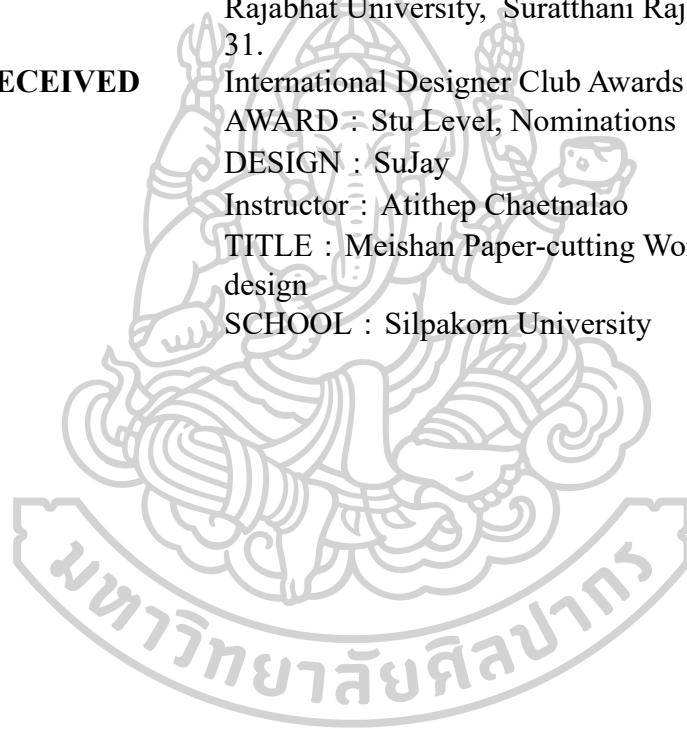 Rajabhat University, Suratthani Raj
31.
ECEIVED International Designer Club Awards
AWARD：Stu Level, Nominations
DESIGN：SuJay
Instructor：Atithep Chaetnalao
TITLE：Meishan Paper-cutting Wor
design
SCHOOL：Silpakorn University
มหาวิทยาลัยศิลปากร